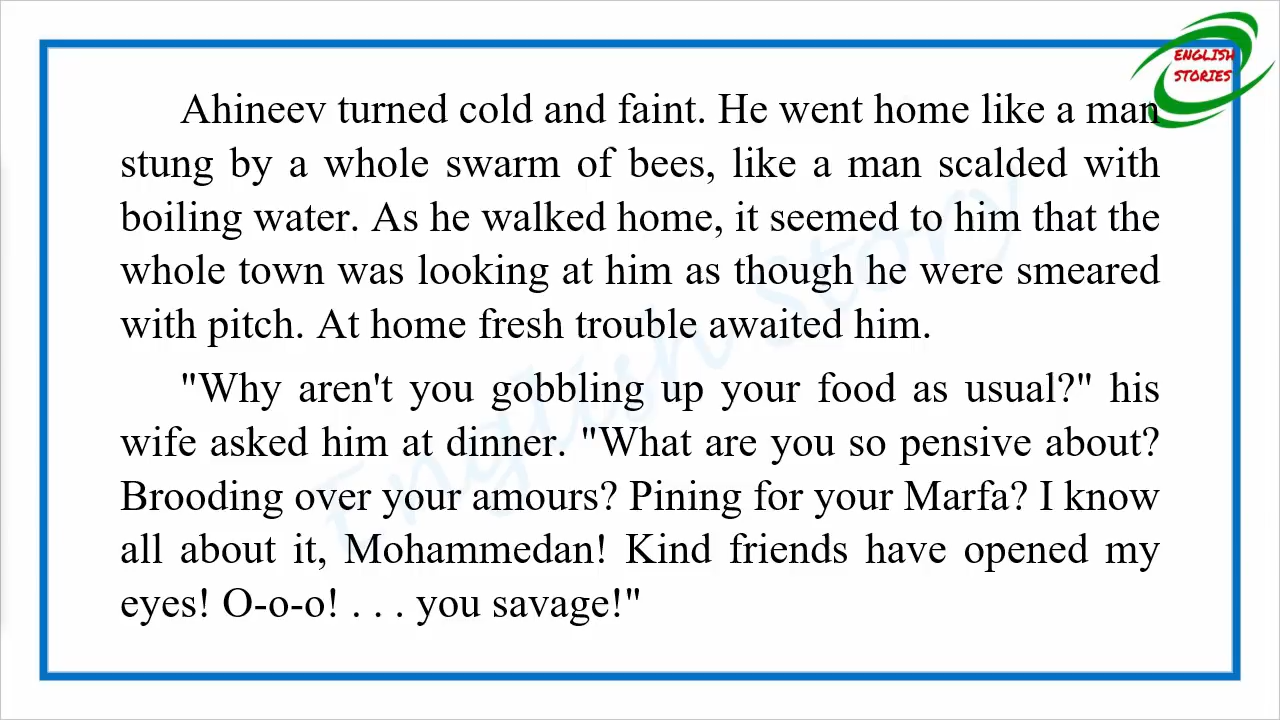 ENGLISH
STORIES
Ahineev turned cold and faint. He went home like a man
stung by a whole swarm of bees, like a man scalded with
boiling water. As he walked home, it seemed to him that the
whole town was looking at him as though he were smeared
with pitch. At home fresh trouble awaited him.
"Why aren't you gobbling up your food as usual?" his
wife asked him at dinner. "What are you so pensive about?
Brooding over your amours? Pining for your Marfa? I know
all about it, Mohammedan! Kind friends have opened my
eyes! O-o-o! . . . you savage!"
English Story